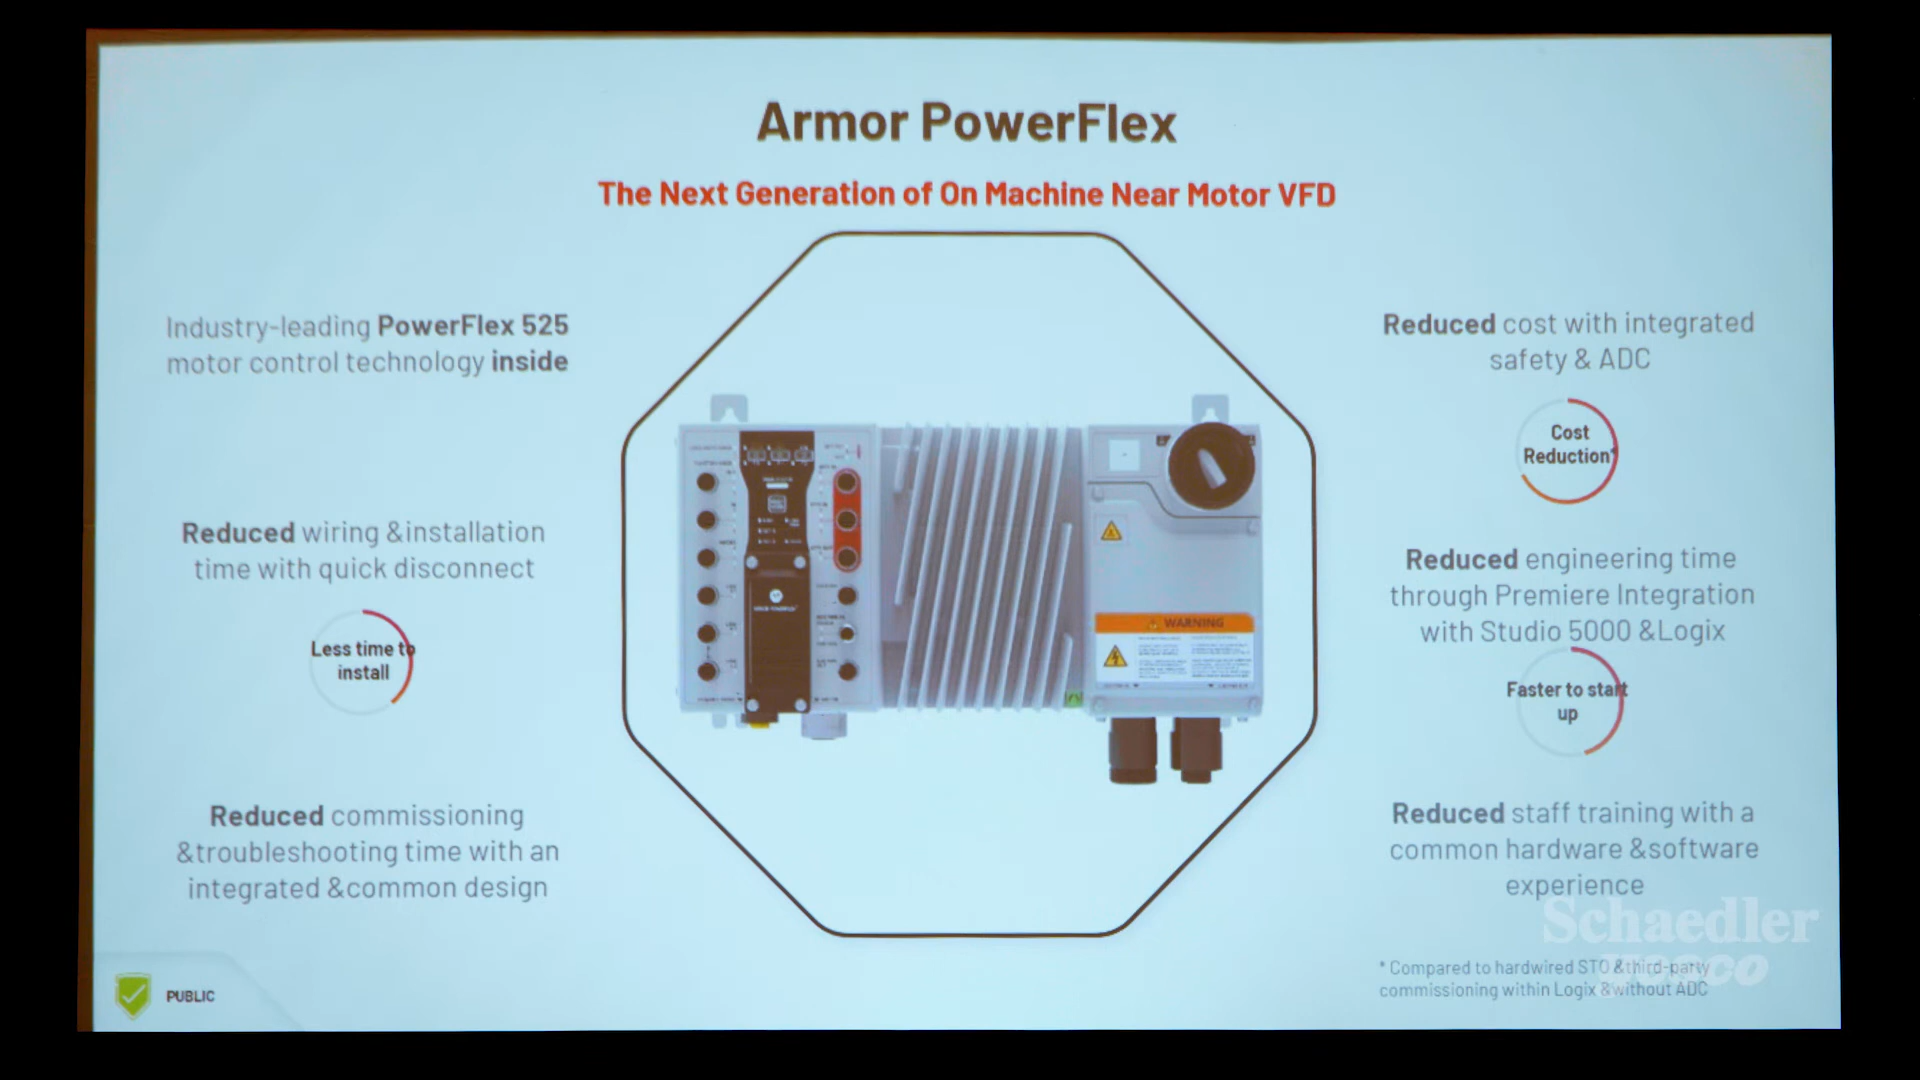 Armor PowerFlex
The Next Generation of On Machine Near Motor VFD
Industry-leading PowerFlex 525
motor control technology inside
Reduced wiring &installation
time with quick disconnect
Less time to
install
Reduced commissioning
&troubleshooting time with an
integrated &common design
WARNING
Reduced cost with integrated
safety & ADC
Cost
Reduction*
Reduced engineering time
through Premiere Integration
with Studio 5000 &Logix
Faster to start
up
Reduced staff training with a
common hardware &software
experience
* Compared to hardwired STO &third-party
commissioning within Logix &without ADC
PUBLIC
Schaedler
Yesco